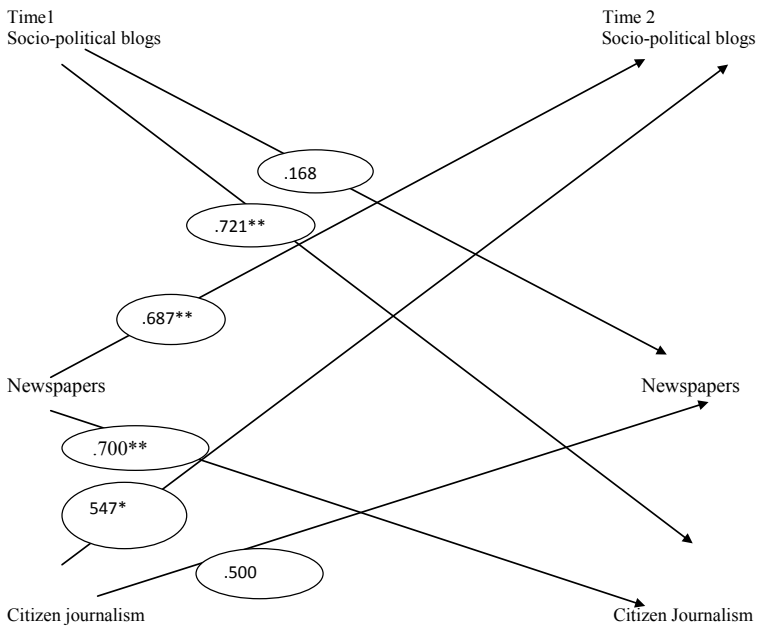 Time1
Socio-political blogs
Time 2
Socio-political blogs
.168
.721**
.687**
Newspapers
Newspapers
.700**
547*
.500
Citizen journalism
Citizen Journalism